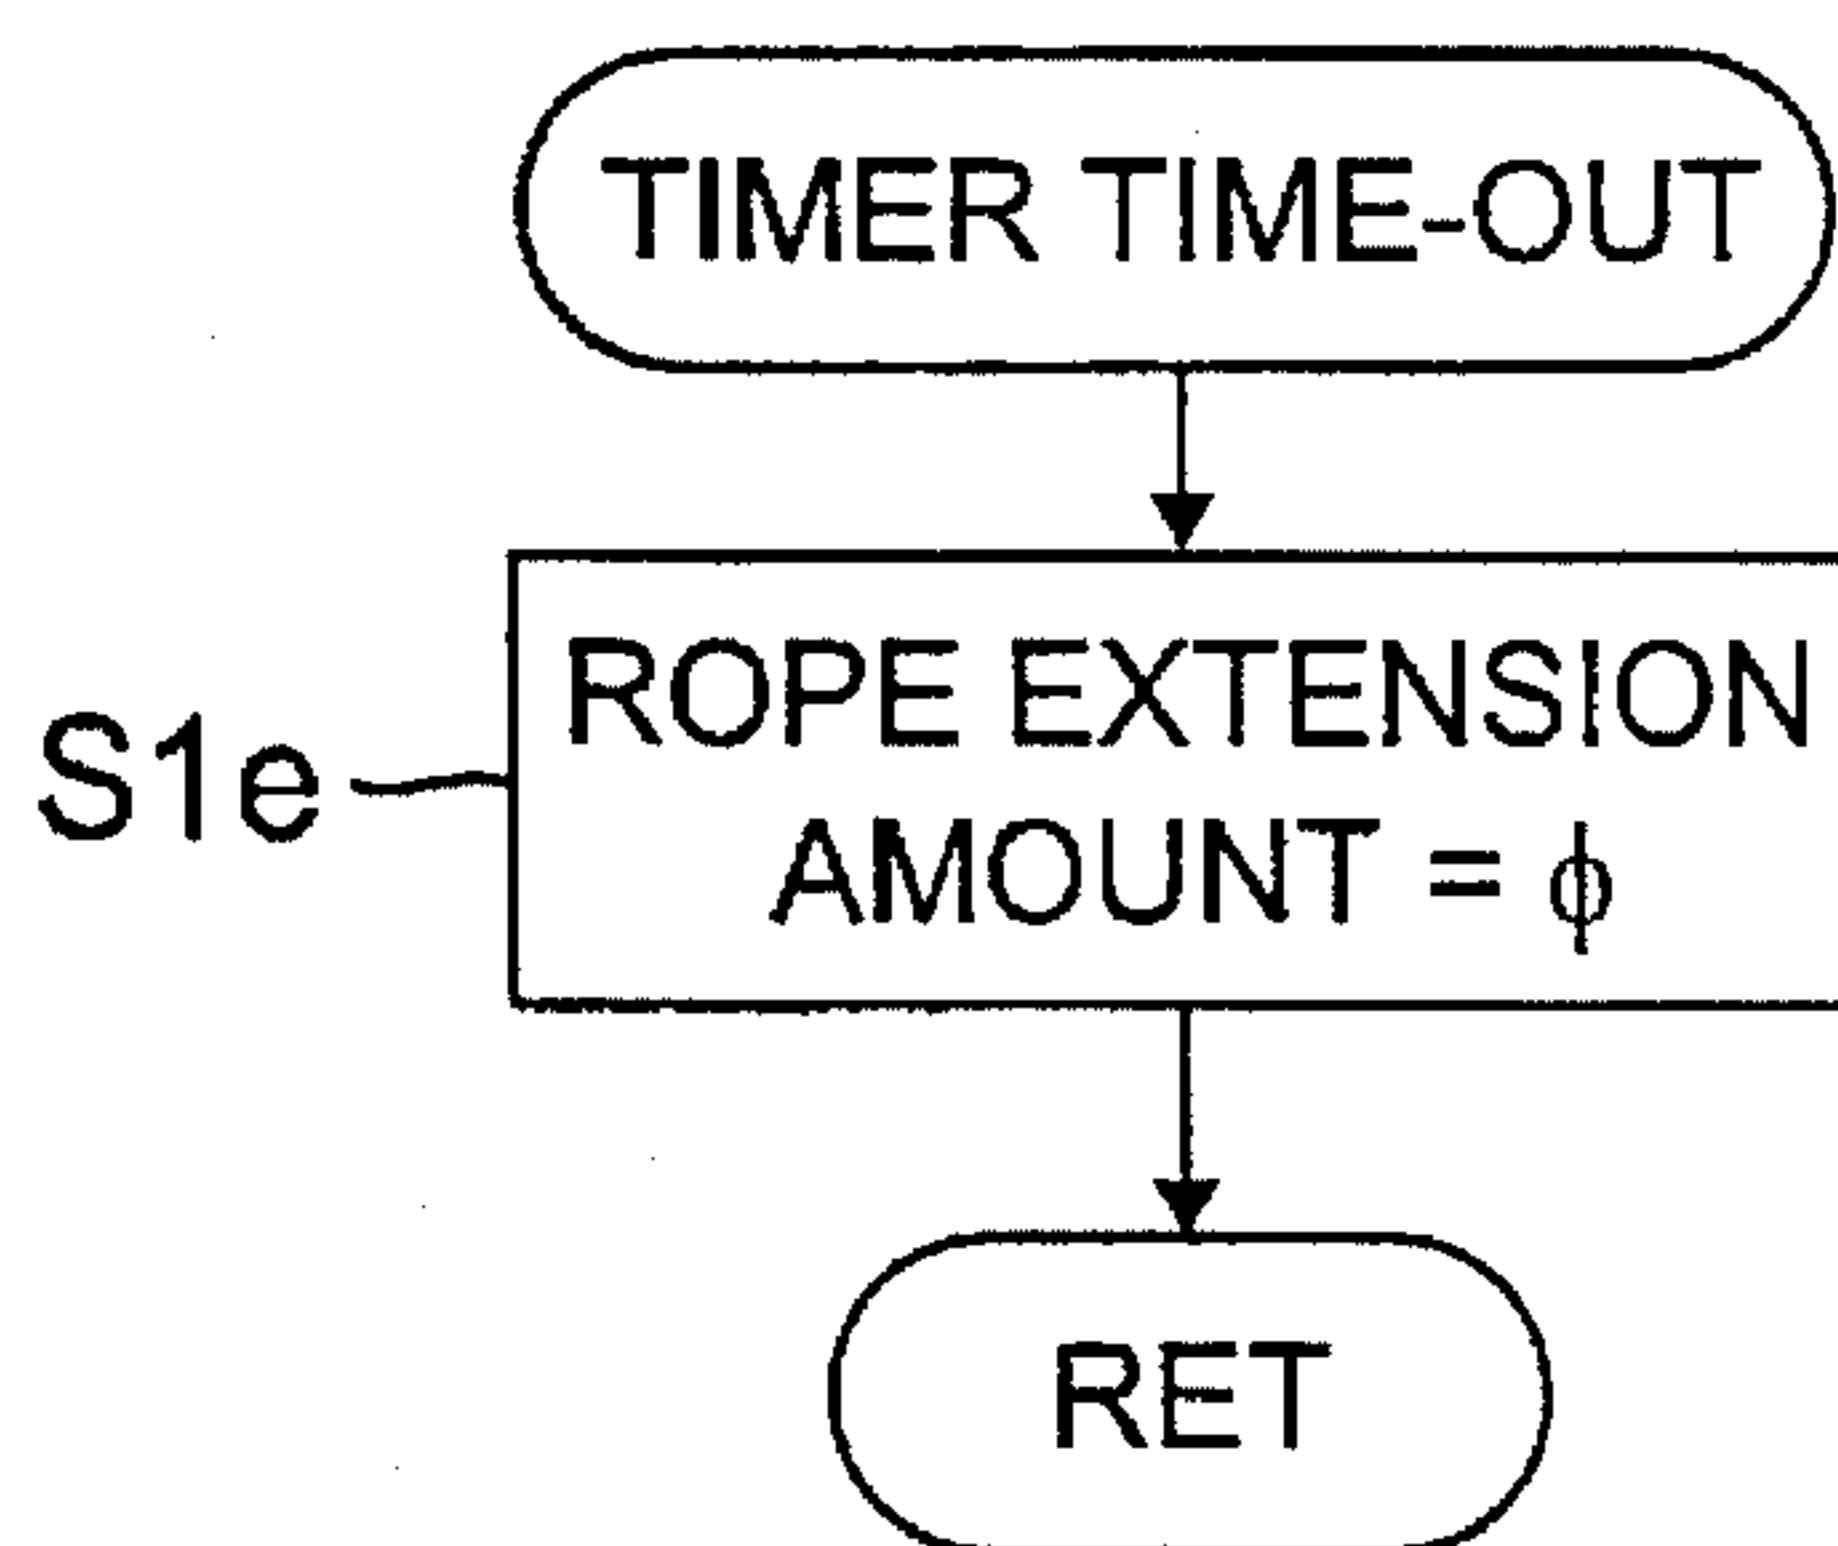 TIMER TIME-OUT
ROPE EXTENSION
S1e
AMOUNT = ϕ
RET